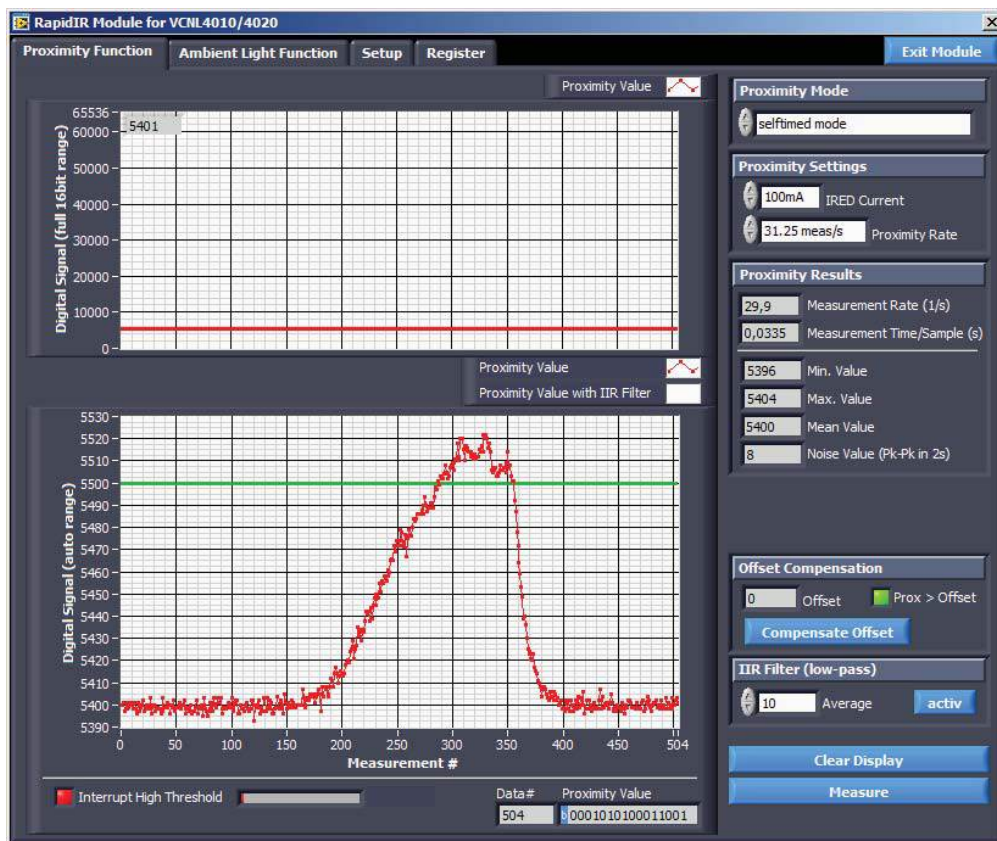 RapidIR Module for VCNL4010/4020
Proximity Function
Ambient Light Function
Setup
Register
Exit Module
Proximity Value
Digital Signal (full 16bit range)
65536
60000
50000
40000
30000
20000
10000
0
5401
Proximity Value
Proximity Value with IIR Filter
Digital Signal (auto range)
5530
5520
5510
5500
5490
5480
5470
5460
5450
5440
5430
5420
5410
5400
5390
0 50 100 150 200 250 300 350 400 450 504
Measurement #
Interrupt High Threshold
Data#
504
Proximity Value
b 0001010100011001
Proximity Mode
selftimed mode
Proximity Settings
100mA IRED Current
31.25 meas/s Proximity Rate
Proximity Results
29,9 Measurement Rate (1/s)
0,0335 Measurement Time/Sample (s)
5396 Min. Value
5404 Max. Value
5400 Mean Value
8 Noise Value (Pk-Pk in 2s)
Offset Compensation
0 Offset Prox > Offset
Compensate Offset
IIR Filter (low-pass)
10 Average activ
Clear Display
Measure